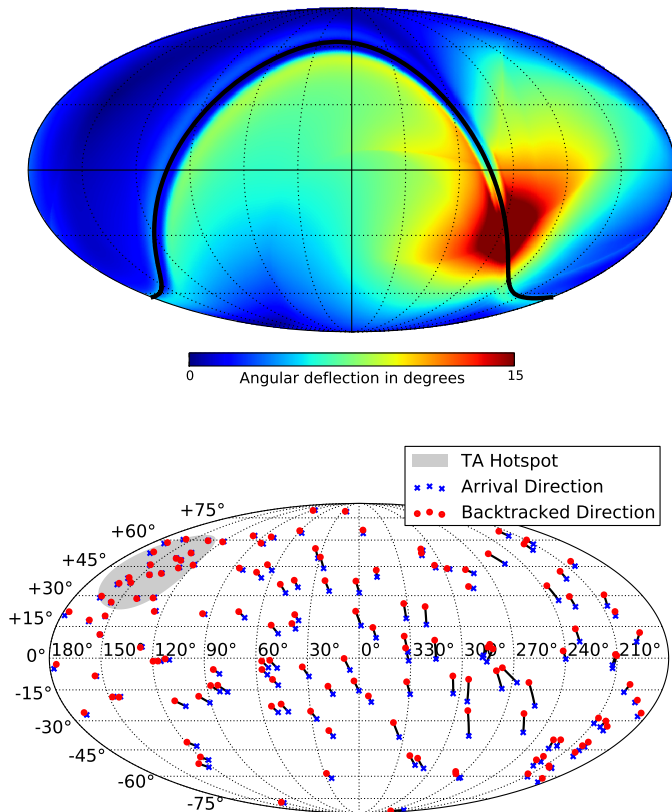 0
15
Angular deflection in degrees
TA Hotspot
Arrival Direction
Backtracked Direction
+75°
+60°
+45°
+30°
+15°
0° 180° 150° 120° 90° 60° 30° 0° 330° 300° 270° 240° 210°
-15°
-30°
-45°
-60°
-75°